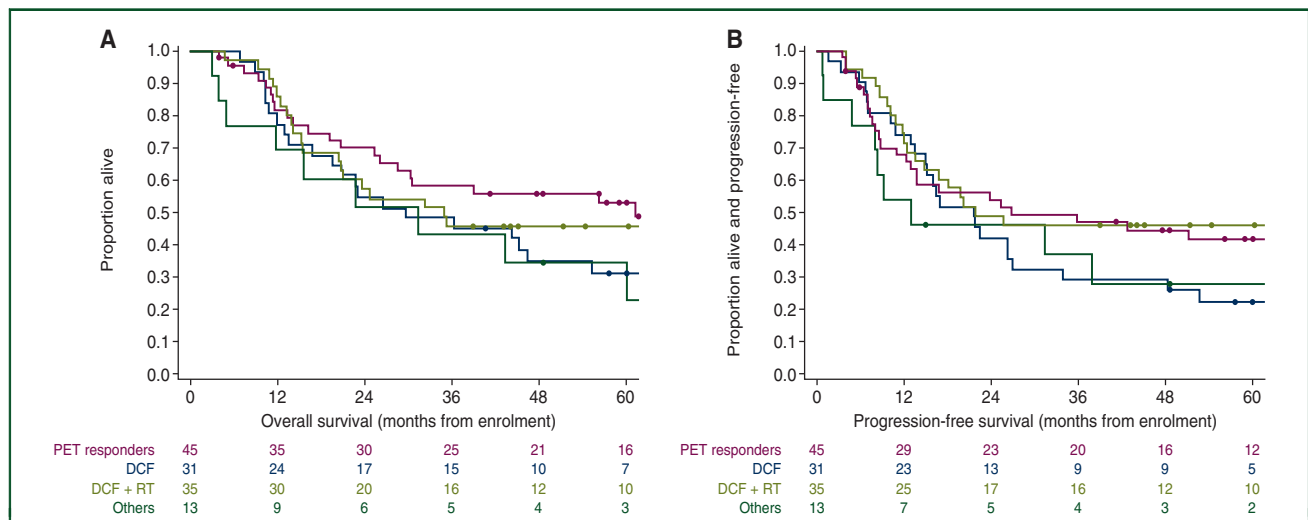 A
Proportion alive
1.0
0.9
0.8
0.7
0.6
0.5
0.4
0.3
0.2
0.1
0.0
0 12 24 36 48 60
Overall survival (months from enrolment)
PET responders 45 35 30 25 21 16
DCF 31 24 17 15 10 7
DCF + RT 35 30 20 16 12 10
Others 13 9 6 5 4 3
B
Proportion alive and progression-free
1.0
0.9
0.8
0.7
0.6
0.5
0.4
0.3
0.2
0.1
0.0
0 12 24 36 48 60
Progression-free survival (months from enrolment)
PET responders 45 29 23 20 16 12
DCF 31 23 13 9 9 5
DCF + RT 35 25 17 16 12 10
Others 13 7 5 4 3 2